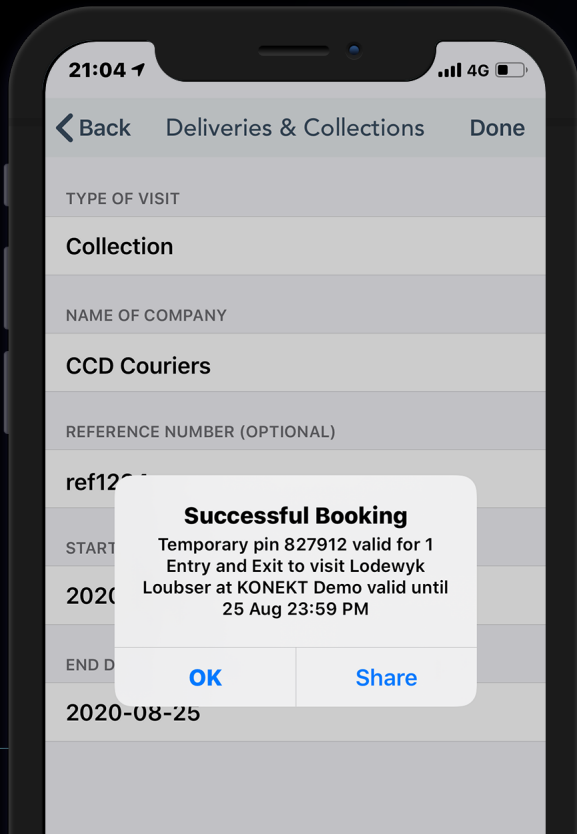 21:04
4G
Back
Deliveries & Collections
Done
TYPE OF VISIT
Collection
NAME OF COMPANY
CCD Couriers
REFERENCE NUMBER (OPTIONAL)
START
END D
2020-08-25
Successful Booking
Temporary pin 827912 valid for 1
Entry and Exit to visit Lodewyk
Loubser at KONEKT Demo valid until
25 Aug 23:59 PM
OK
Share